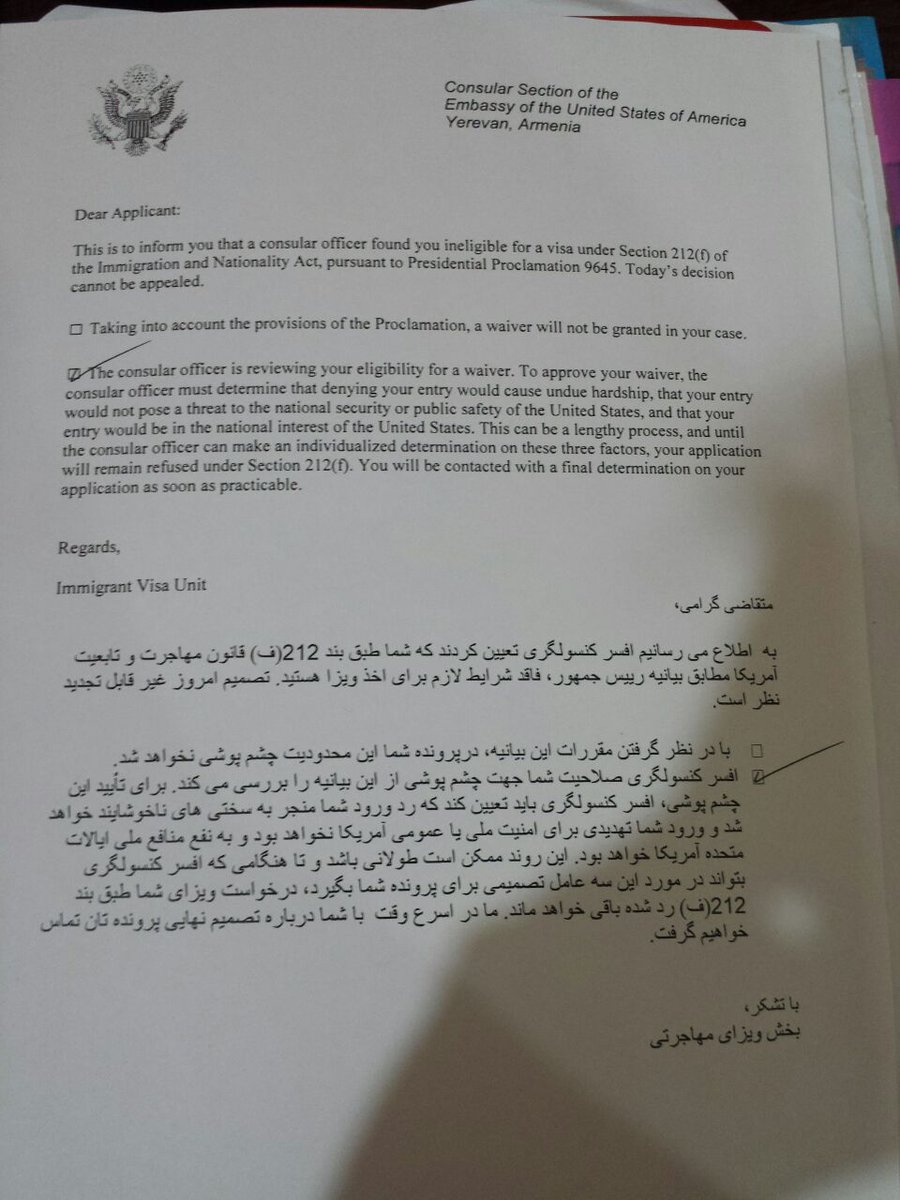 Consular Section of the
Embassy of the United States of America
Yerevan, Armenia
Dear Applicant:
This is to inform you that a consular officer found you ineligible for a visa under Section 212(f) of
the Immigration and Nationality Act, pursuant to Presidential Proclamation 9645. Today's decision
cannot be appealed.
☐ Taking into account the provisions of the Proclamation, a waiver will not be granted in your case.
☑ The consular officer is reviewing your eligibility for a waiver. To approve your waiver, the
consular officer must determine that denying your entry would cause undue hardship, that your entry
would not pose a threat to the national security or public safety of the United States, and that your
entry would be in the national interest of the United States. This can be a lengthy process, and until
the consular officer can make an individualized determination on these three factors, your application
will remain refused under Section 212(f). You will be contacted with a final determination on your
application as soon as practicable.
Regards,
Immigrant Visa Unit
متقاضی گرامی،
به اطلاع می رسانیم افسر کنسولگری تعیین کردند که شما طبق بند 212(ف) قانون مهاجرت و تابعیت
آمریکا مطابق بیانیه رییس جمهور، فاقد شرایط لازم برای اخذ ویزا هستید. تصمیم امروز غیر قابل تجدید
نظر است.
☐ با در نظر گرفتن مقررات این بیانیه، درپرونده شما این محدودیت چشم پوشی نخواهد شد.
☑ افسر کنسولگری صلاحیت شما جهت چشم پوشی از این بیانیه را بررسی می کند. برای تأیید این
چشم پوشی، افسر کنسولگری باید تعیین کند که رد ورود شما منجر به سختی های ناخوشایند خواهد
شد و ورود شما تهدیدی برای امنیت ملی یا عمومی آمریکا نخواهد بود و به نفع منافع ملی ایالات
متحده آمریکا خواهد بود. این روند ممکن است طولانی باشد و تا هنگامی که افسر کنسولگری
بتواند در مورد این سه عامل تصمیمی برای پرونده شما بگیرد، درخواست ویزای شما طبق بند
212(ف) رد شده باقی خواهد ماند. ما در اسرع وقت با شما درباره تصمیم نهایی پرونده تان تماس
خواهیم گرفت.
با تشکر،
بخش ویزای مهاجرتی